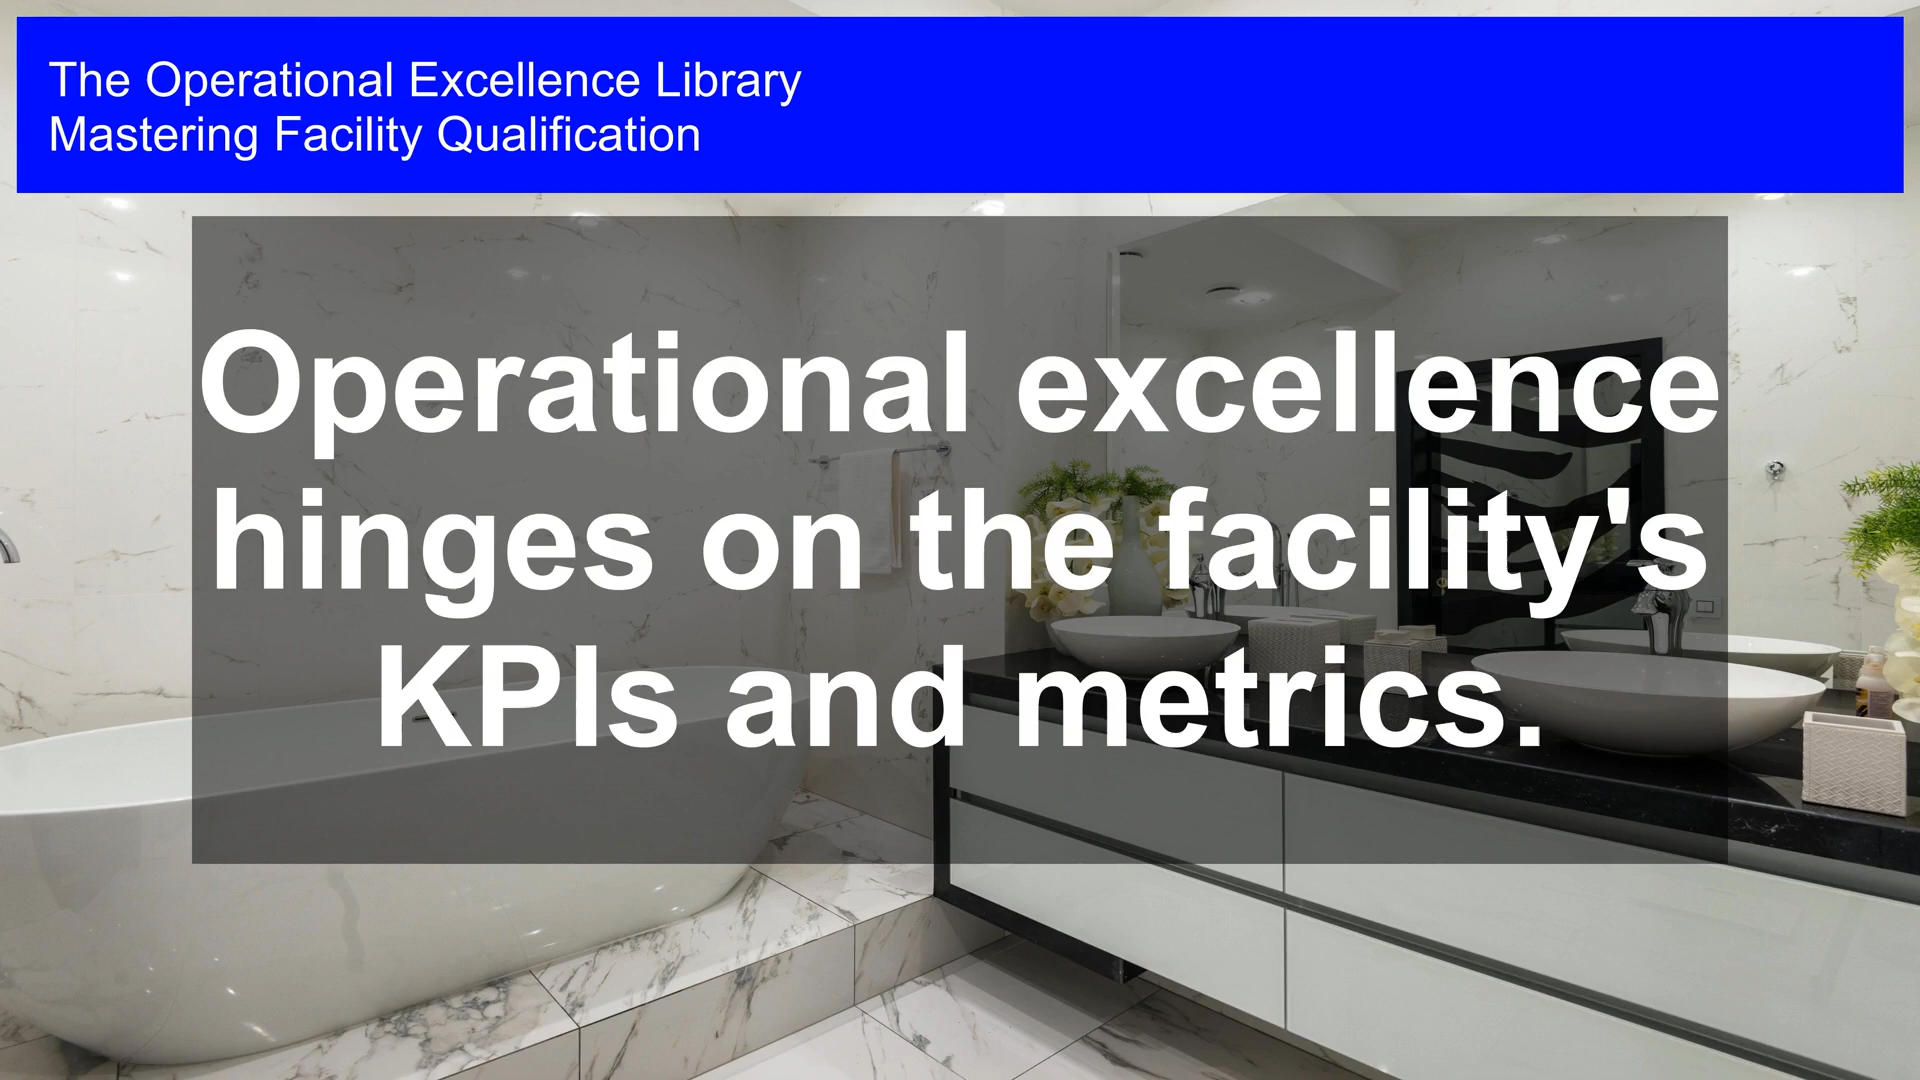 The Operational Excellence Library
Mastering Facility Qualification
Operational excellence
hinges on the facility's
KPIs and metrics.